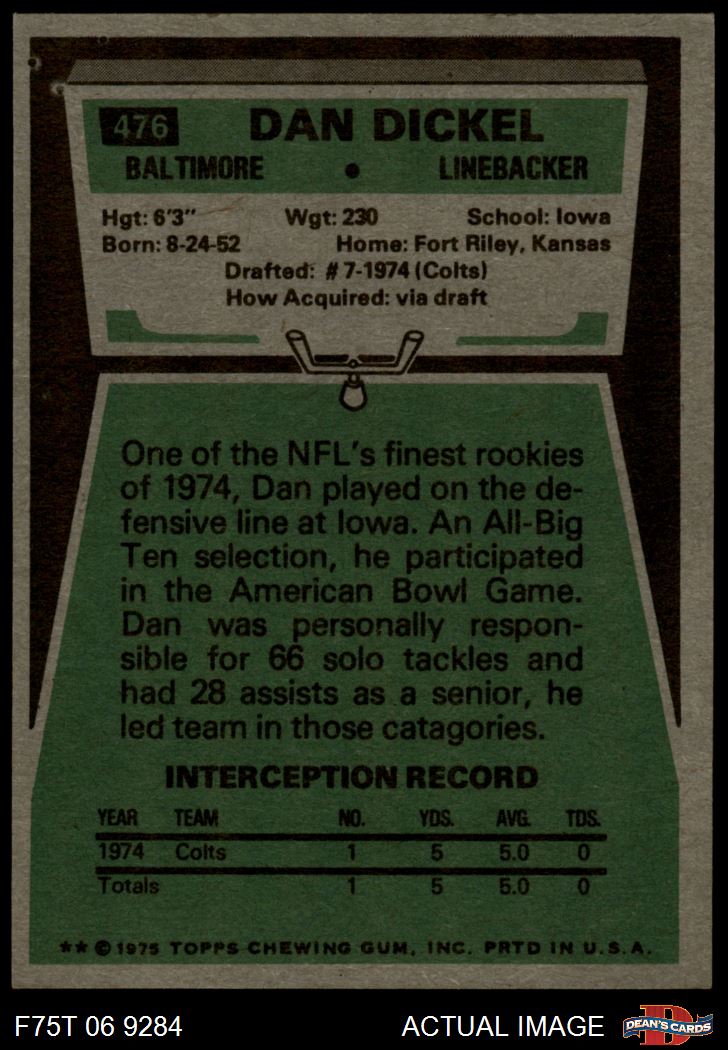 476 DAN DICKEL
BALTIMORE • LINEBACKER
Hgt: 6'3" Wgt: 230 School: Iowa
Born: 8-24-52 Home: Fort Riley, Kansas
Drafted: #7-1974 (Colts)
How Acquired: via draft
One of the NFL's finest rookies
of 1974, Dan played on the de-
fensive line at Iowa. An All-Big
Ten selection, he participated
in the American Bowl Game.
Dan was personally respon-
sible for 66 solo tackles and
had 28 assists as a senior, he
led team in those catagories.
INTERCEPTION RECORD
YEAR TEAM NO. YDS. AVG. TDS.
1974 Colts 1 5 5.0 0
Totals 1 5 5.0 0
**©1975 TOPPS CHEWING GUM, INC. PRTD IN U.S.A.
F75T 06 9284 ACTUAL IMAGE D DEAN'S CARDS